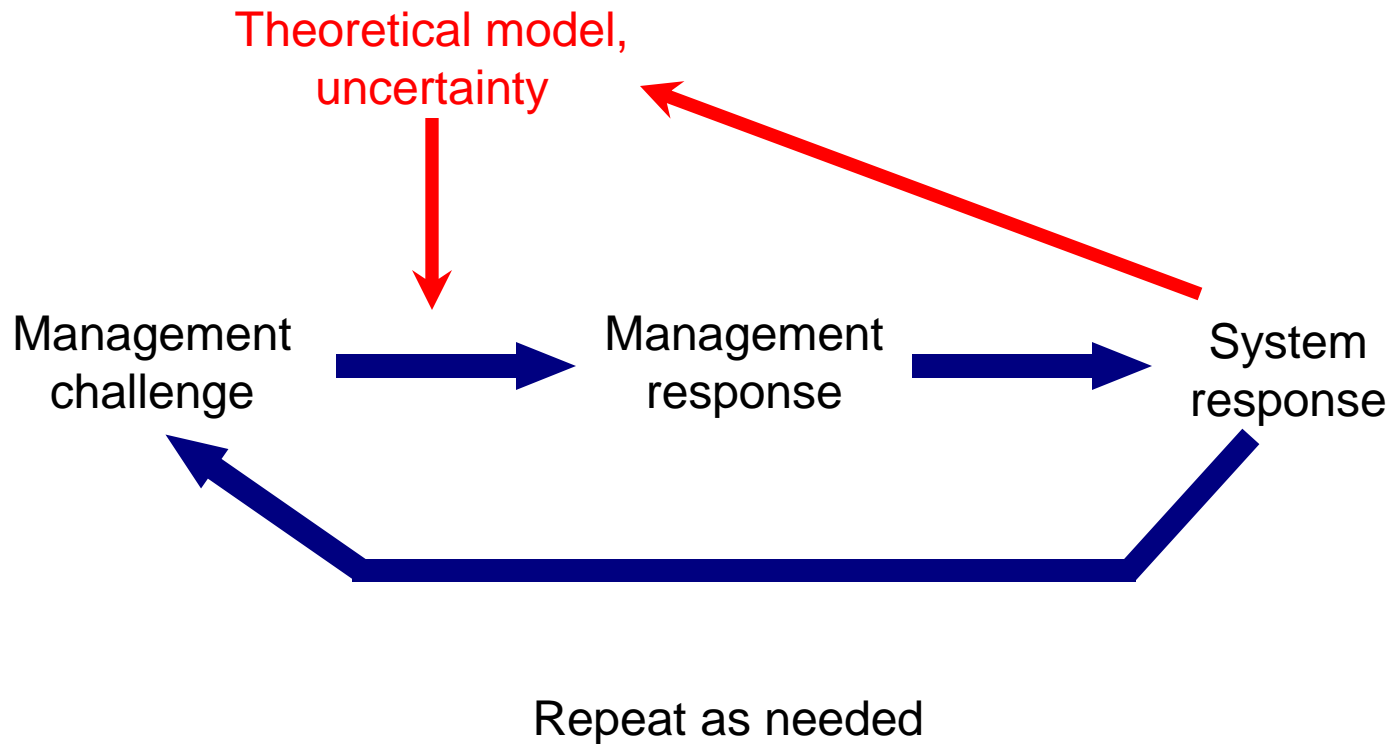 Theoretical model,
uncertainty
Management
challenge
Management
response
System
response
Repeat as needed